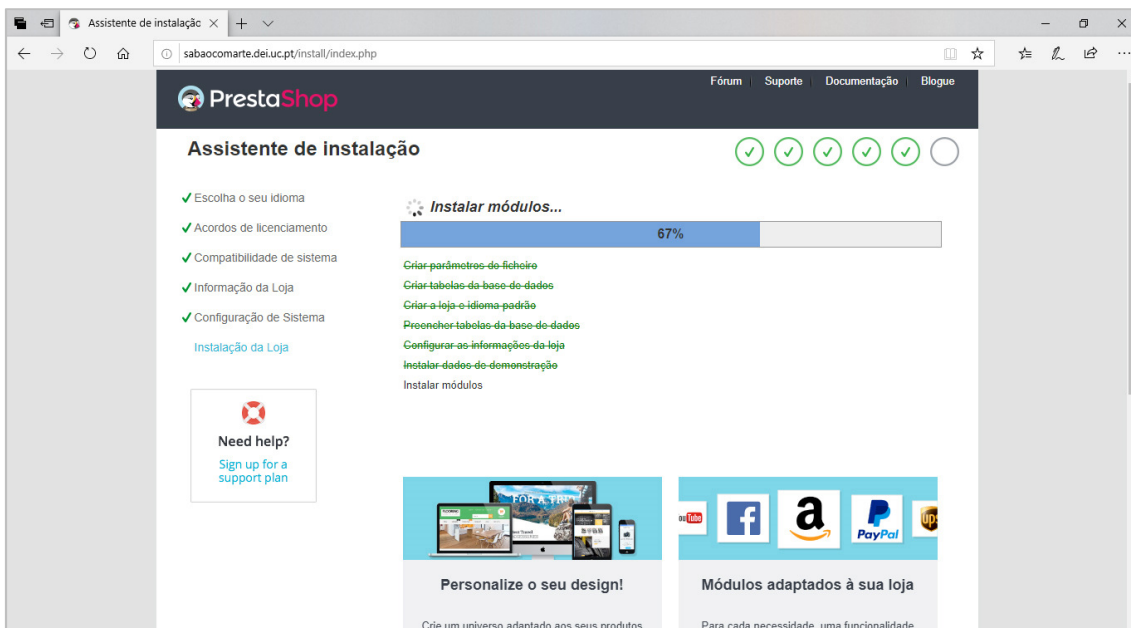 Assistente de instalação
sabaocomarte.dei.uc.pt/install/index.php
Fórum
Suporte
Documentação
Blogue
PrestaShop
Assistente de instalação
Escolha o seu idioma
Acordos de licenciamento
Compatibilidade de sistema
Informação da Loja
Configuração de Sistema
Instalação da Loja
Need help?
Sign up for a
support plan
Instalar módulos...
67%
Criar parâmetros do ficheiro
Criar tabelas da base de dados
Criar a loja e idioma padrão
Preencher tabelas da base de dados
Configurar as informações da loja
Instalar dados de demonstração
Instalar módulos
FOR A TRIP
Personalize o seu design!
Crie um universo adaptado aos seus produtos
ou Tube
f
a
PayPal
ups
Módulos adaptados à sua loja
Para cada necessidade, uma funcionalidade